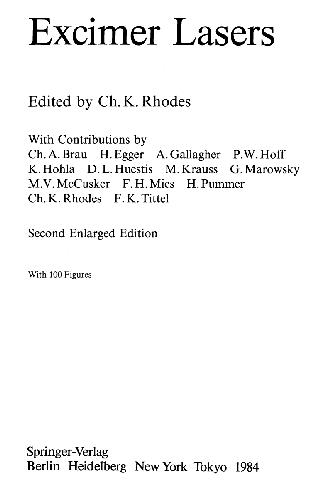 Excimer Lasers
Edited by Ch. K. Rhodes
With Contributions by
Ch. A. Brau H. Egger A. Gallagher P.W. Hoff
K. Hohla D. L. Huestis M. Krauss G. Marowsky
M.V. McCusker F. H. Mies H. Pummer
Ch. K. Rhodes F. K. Tittel
Second Enlarged Edition
With 100 Figures
Springer-Verlag
Berlin Heidelberg New York Tokyo 1984